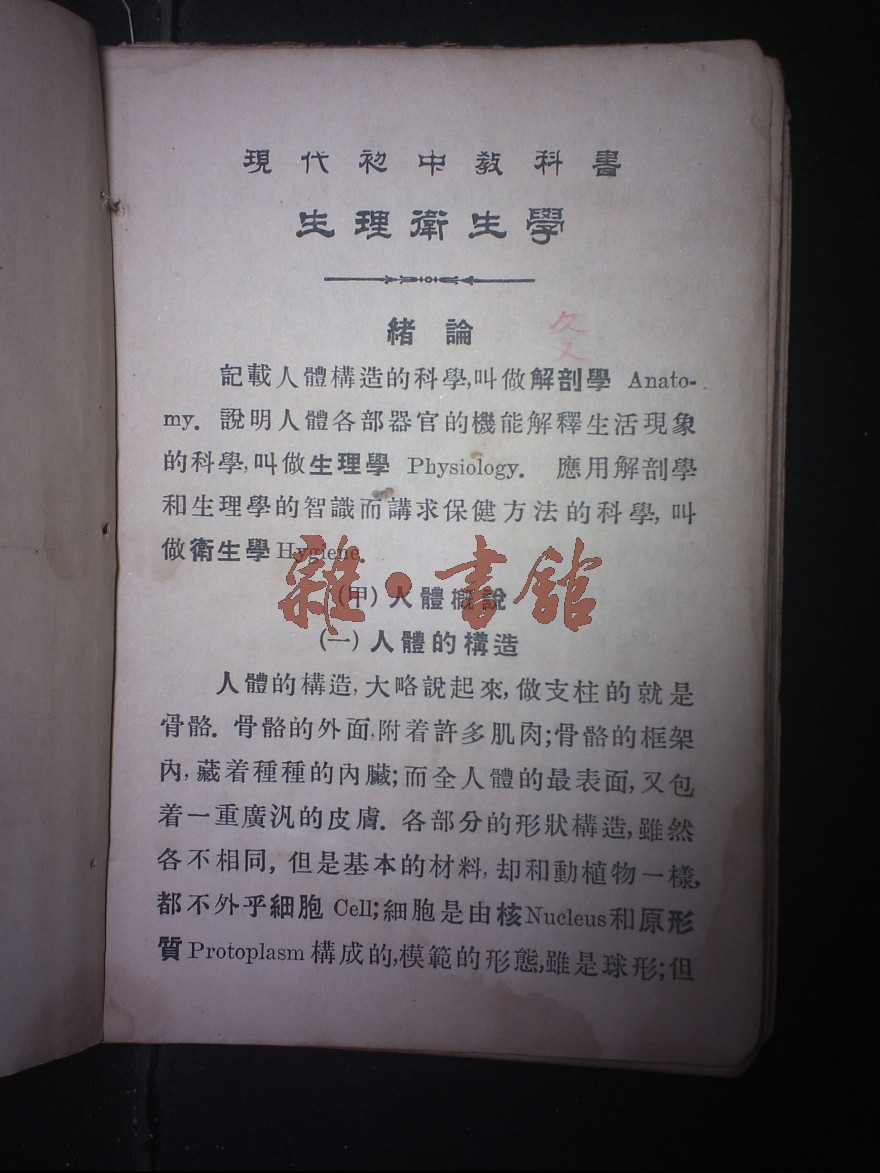 現代初中教科書
生理衛生學
緒論
記載人體構造的科學,叫做解剖學 Anato-
my. 說明人體各部器官的機能解釋生活現象
的科學,叫做生理學 Physiology. 應用解剖學
和生理學的智識而講求保健方法的科學,叫
做衛生學 Hygiene.
雜·書館
(甲)人體概說
(一)人體的構造
人體的構造,大略說起來,做支柱的就是
骨骼. 骨骼的外面,附着許多肌肉;骨骼的框架
內,藏着種種的內臟;而全人體的最表面,又包
着一重廣汎的皮膚. 各部分的形狀構造,雖然
各不相同,但是基本的材料,却和動植物一樣,
都不外乎細胞 Cell;細胞是由核Nucleus和原形
質 Protoplasm 構成的,模範的形態,雖是球形;但